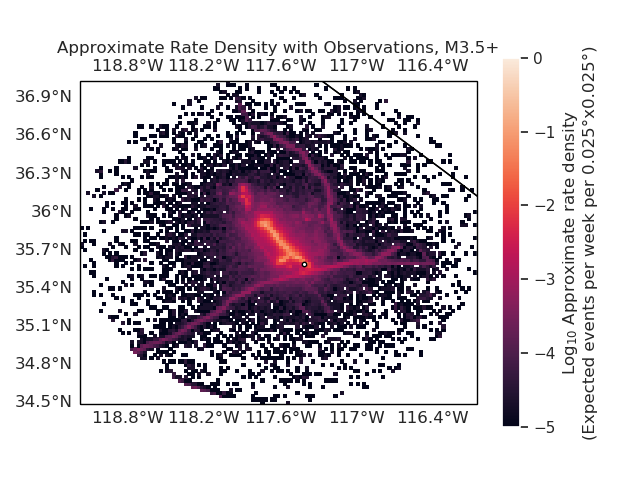 Approximate Rate Density with Observations, M3.5+
118.8°W 118.2°W 117.6°W 117°W 116.4°W
36.9°N
36.6°N
36.3°N
36°N
35.7°N
35.4°N
35.1°N
34.8°N
34.5°N
118.8°W 118.2°W 117.6°W 117°W 116.4°W
0
−1
−2
−3
−4
−5
Log₁₀ Approximate rate density
(Expected events per week per 0.025°x0.025°)